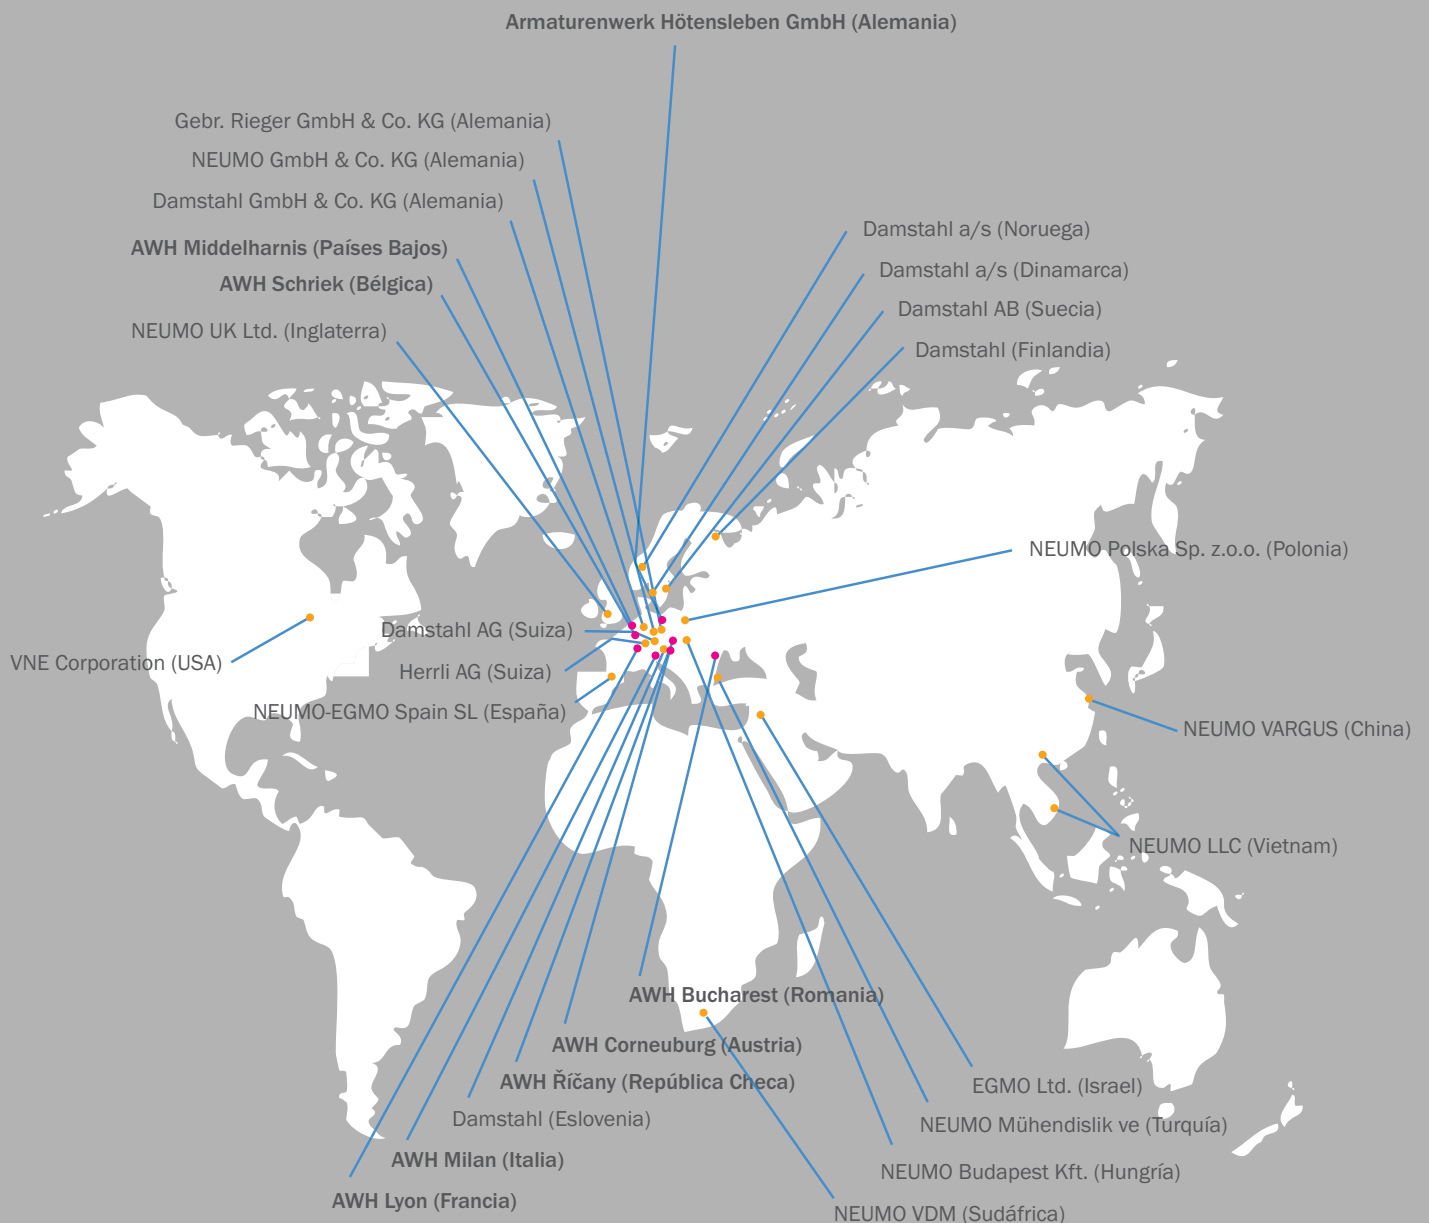 Armaturenwerk Hötensleben GmbH (Alemania)
Gebr. Rieger GmbH & Co. KG (Alemania)
NEUMO GmbH & Co. KG (Alemania)
Damstahl GmbH & Co. KG (Alemania)
AWH Middelharnis (Países Bajos)
AWH Schriek (Bélgica)
NEUMO UK Ltd. (Inglaterra)
Damstahl a/s (Noruega)
Damstahl a/s (Dinamarca)
Damstahl AB (Suecia)
Damstahl (Finlandia)
NEUMO Polska Sp. z.o.o. (Polonia)
Damstahl AG (Suiza)
VNE Corporation (USA)
Herrli AG (Suiza)
NEUMO-EGMO Spain SL (España)
NEUMO VARGUS (China)
NEUMO LLC (Vietnam)
AWH Bucharest (Romania)
AWH Corneuburg (Austria)
AWH Říčany (República Checa)
Damstahl (Eslovenia)
AWH Milan (Italia)
AWH Lyon (Francia)
EGMO Ltd. (Israel)
NEUMO Mühendislik ve (Turquía)
NEUMO Budapest Kft. (Hungría)
NEUMO VDM (Sudáfrica)